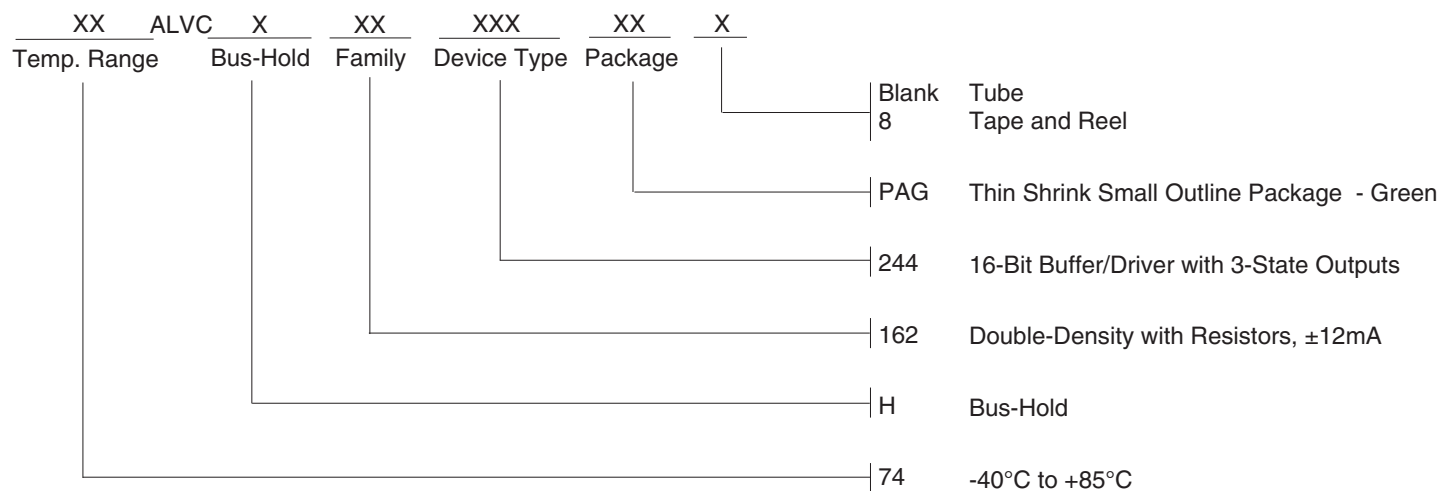 XX ALVC X XX XXX XX X
Temp. Range Bus-Hold Family Device Type Package
Blank Tube
8 Tape and Reel
PAG Thin Shrink Small Outline Package - Green
244 16-Bit Buffer/Driver with 3-State Outputs
162 Double-Density with Resistors, ±12mA
H Bus-Hold
74 -40°C to +85°C